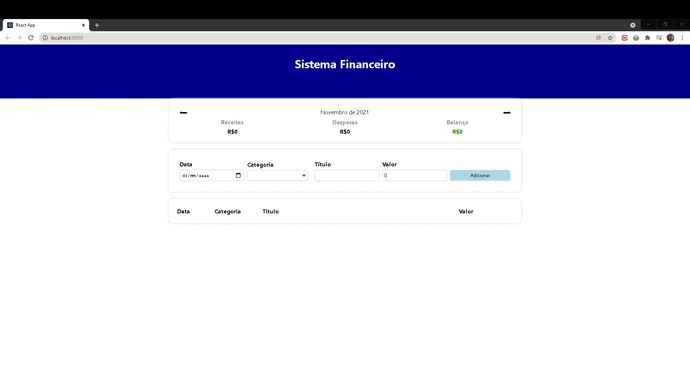 React App
localhost:3000
Sistema Financeiro
Novembro de 2021
Receitas Despesas Balanço
R$0 R$0 R$0
Data Categoria Título Valor
dd/mm/aaaa 0 Adicionar
Data Categoria Título Valor